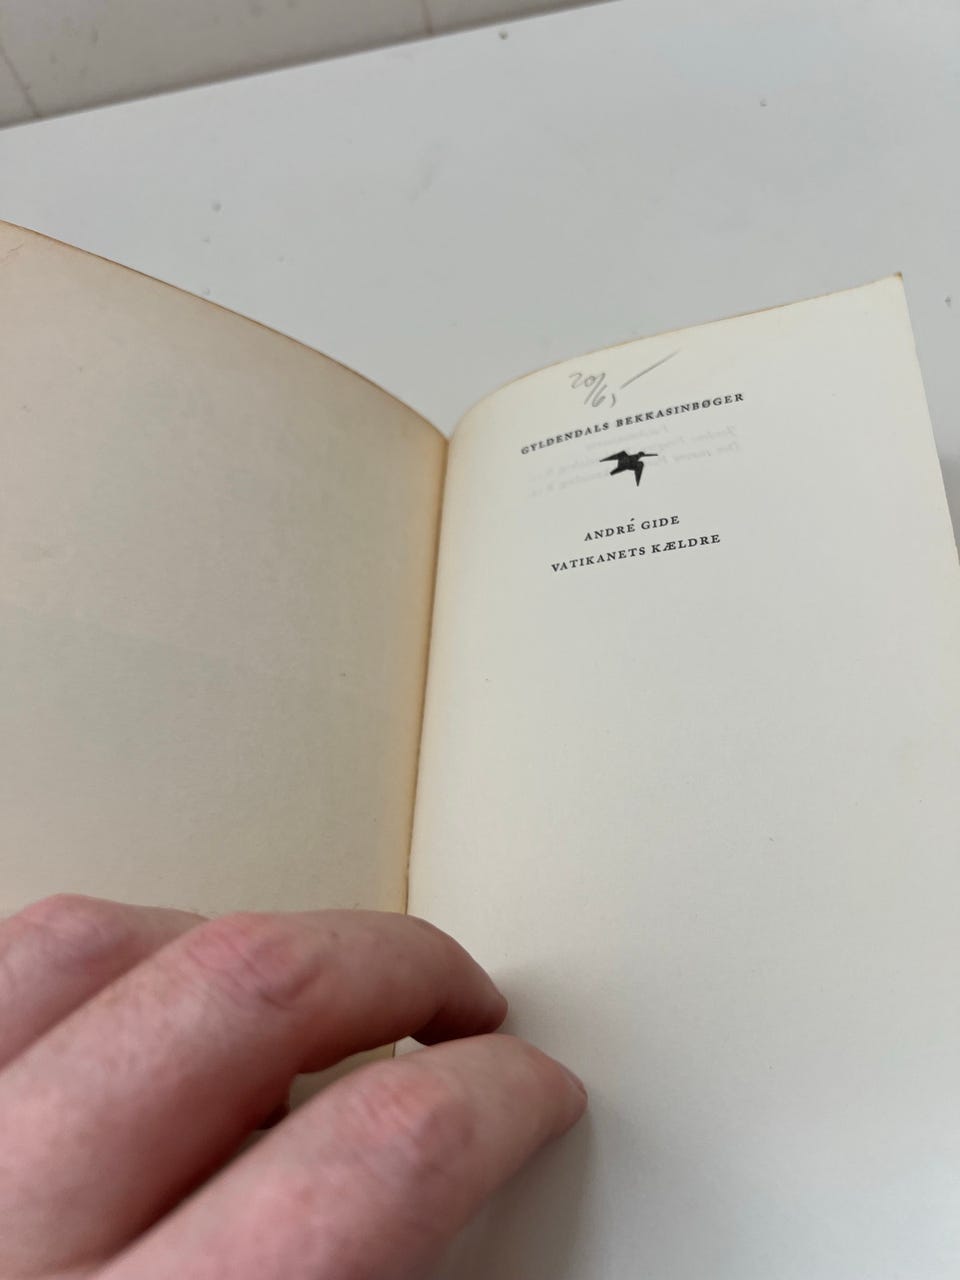 20/6,
GYLDENDALS BEKKASINBØGER
ANDRÉ GIDE
VATIKANETS KÆLDRE